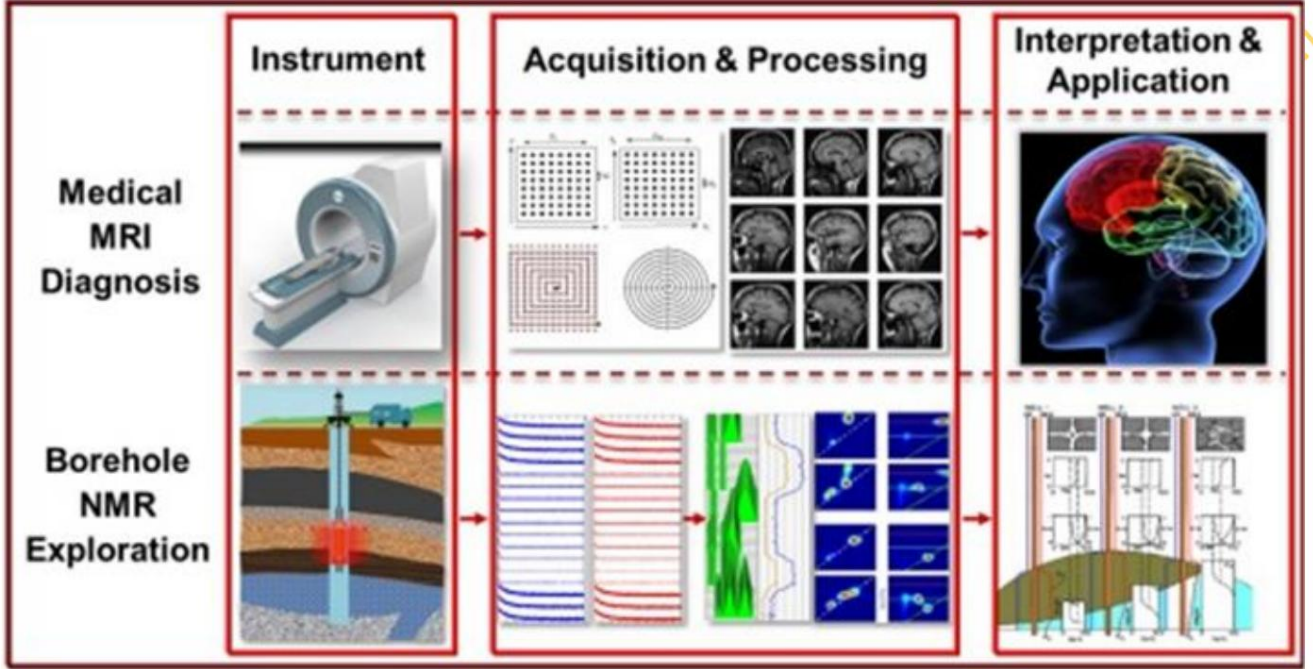 Instrument
Acquisition & Processing
Interpretation &
Application
Medical
MRI
Diagnosis
Borehole
NMR
Exploration